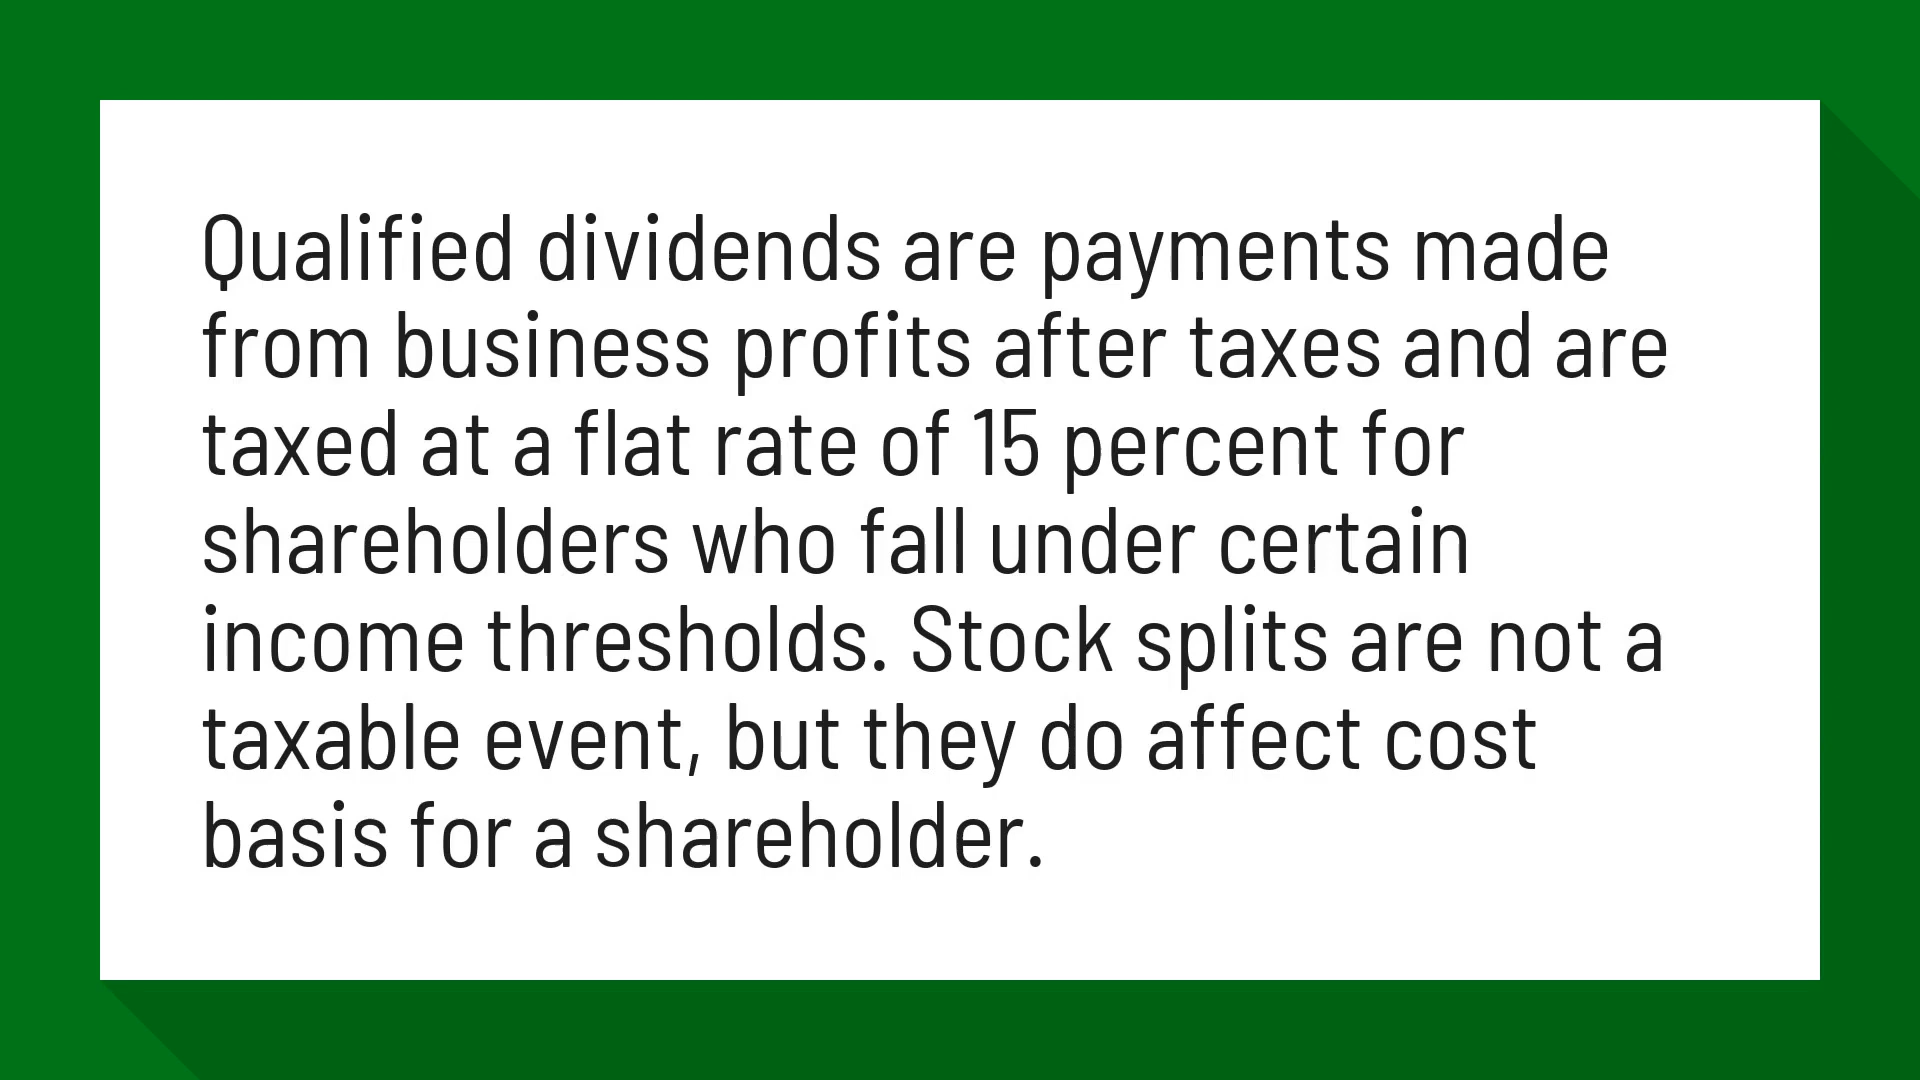 Qualified dividends are payments made
from business profits after taxes and are
taxed at a flat rate of 15 percent for
shareholders who fall under certain
income thresholds. Stock splits are not a
taxable event, but they do affect cost
basis for a shareholder.